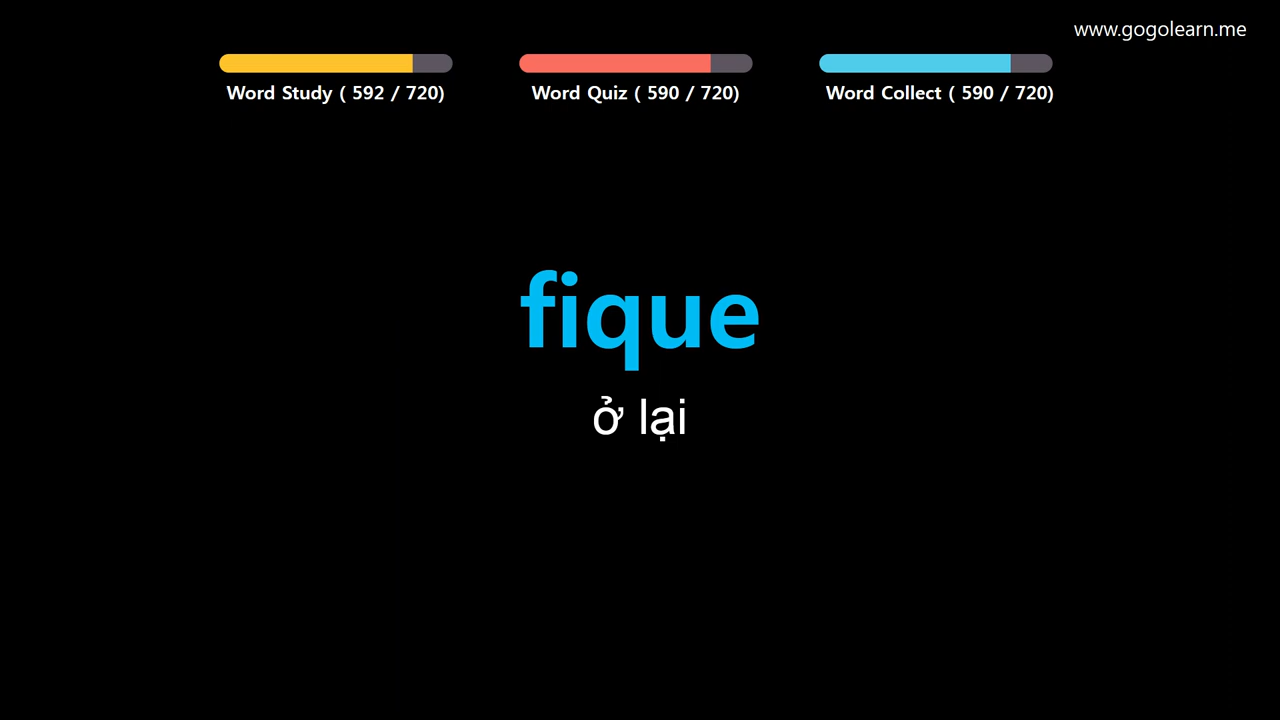 www.gogolearn.me
Word Study ( 592 / 720)
Word Quiz ( 590 / 720)
Word Collect ( 590 / 720)
fique
ở lại